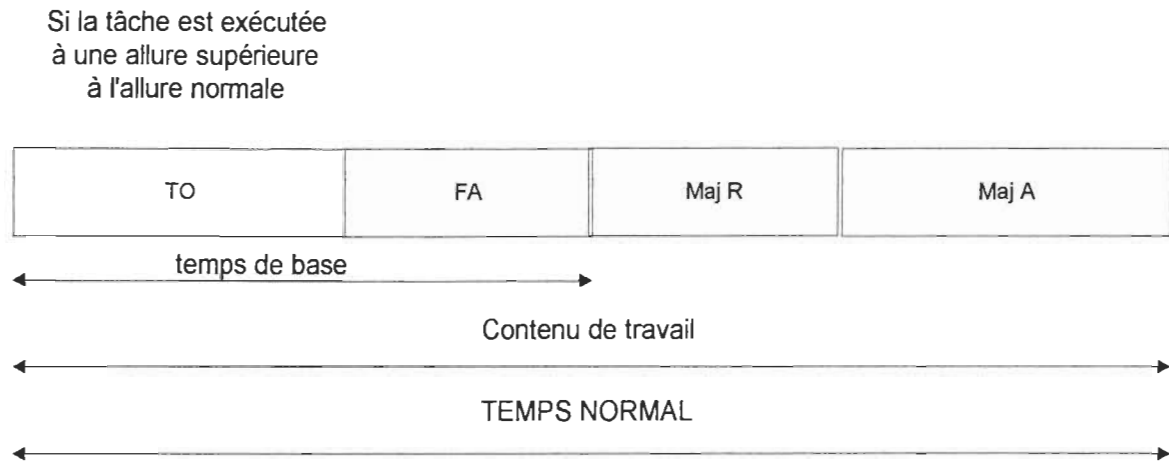 Si la tâche est exécutée
à une allure supérieure
à l'allure normale
TO FA Maj R Maj A
temps de base
Contenu de travail
TEMPS NORMAL